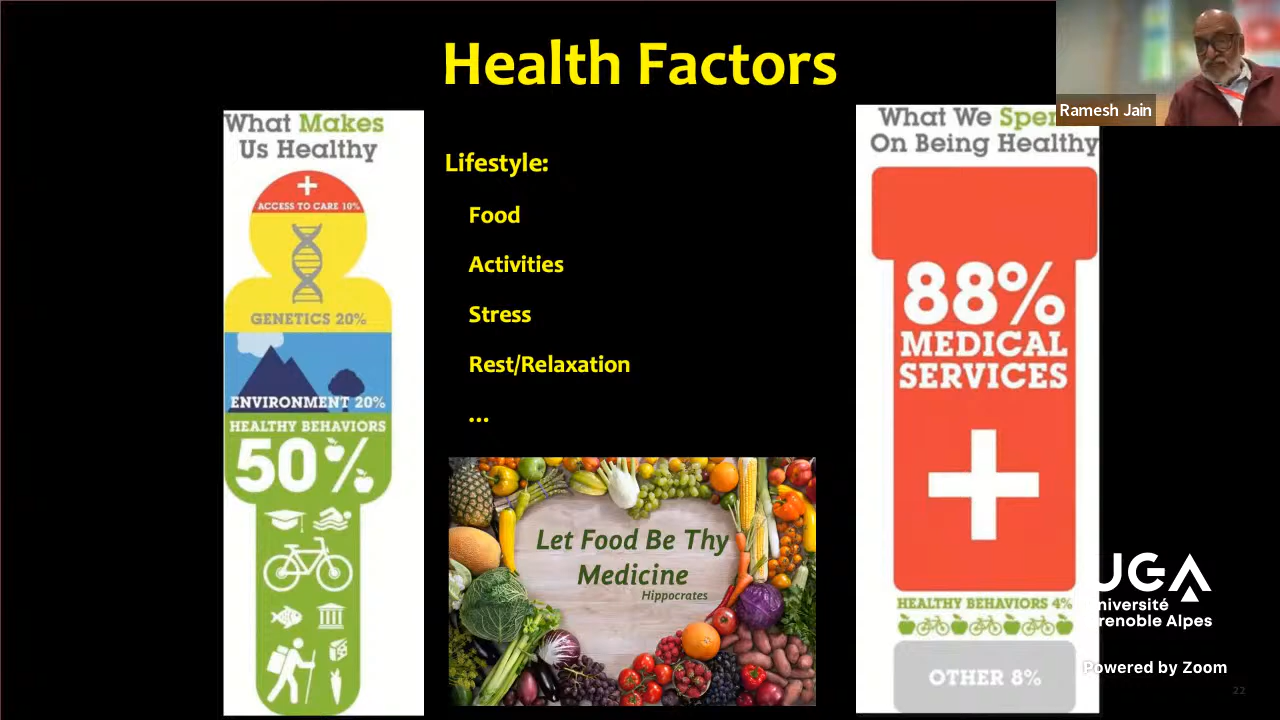 Health Factors
Ramesh Jain
What Makes
Us Healthy
+
ACCESS TO CARE 10%
GENETICS 20%
ENVIRONMENT 20%
HEALTHY BEHAVIORS
50%
Lifestyle:
Food
Activities
Stress
Rest/Relaxation
...
Let Food Be Thy
Medicine
Hippocrates
What We Spen
On Being Healthy
88%
MEDICAL
SERVICES
HEALTHY BEHAVIORS 4%
OTHER 8%
UGA
Université
Grenoble Alpes
Powered by Zoom
22